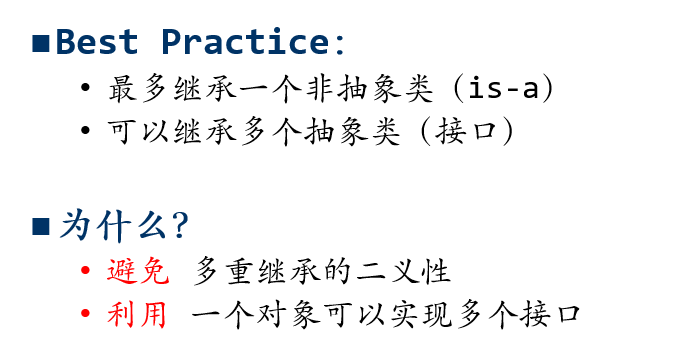 Best Practice:
最多继承一个非抽象类（is-a）
可以继承多个抽象类（接口）
为什么？
避免 多重继承的二义性
利用 一个对象可以实现多个接口